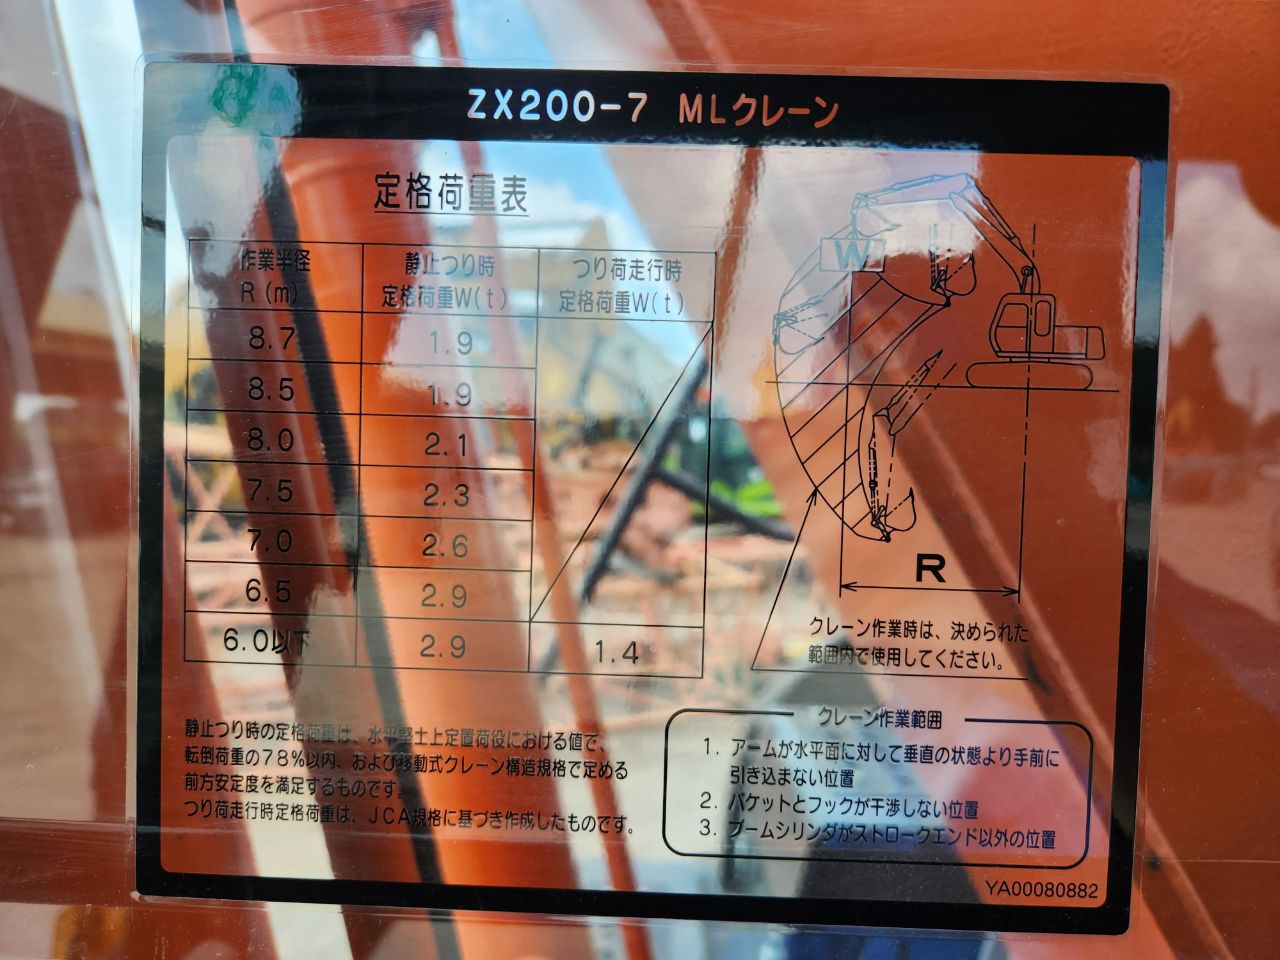 ZX200-7 MLクレーン
定格荷重表
作業半径 R(m) 静止つり時 定格荷重W(t) つり荷走行時 定格荷重W(t)
8.7 1.9
8.5 1.9
8.0 2.1
7.5 2.3
7.0 2.6
6.5 2.9
6.0以下 2.9 1.4
W
R
クレーン作業時は、決められた
範囲内で使用してください。
静止つり時の定格荷重は、水平堅土上定置荷役における値で、
転倒荷重の78%以内、および移動式クレーン構造規格で定める
前方安定度を満足するものです。
つり荷走行時定格荷重は、JCA規格に基づき作成したものです。
クレーン作業範囲
1. アームが水平面に対して垂直の状態より手前に
引き込まない位置
2. バケットとフックが干渉しない位置
3. ブームシリンダがストロークエンド以外の位置
YA00080882